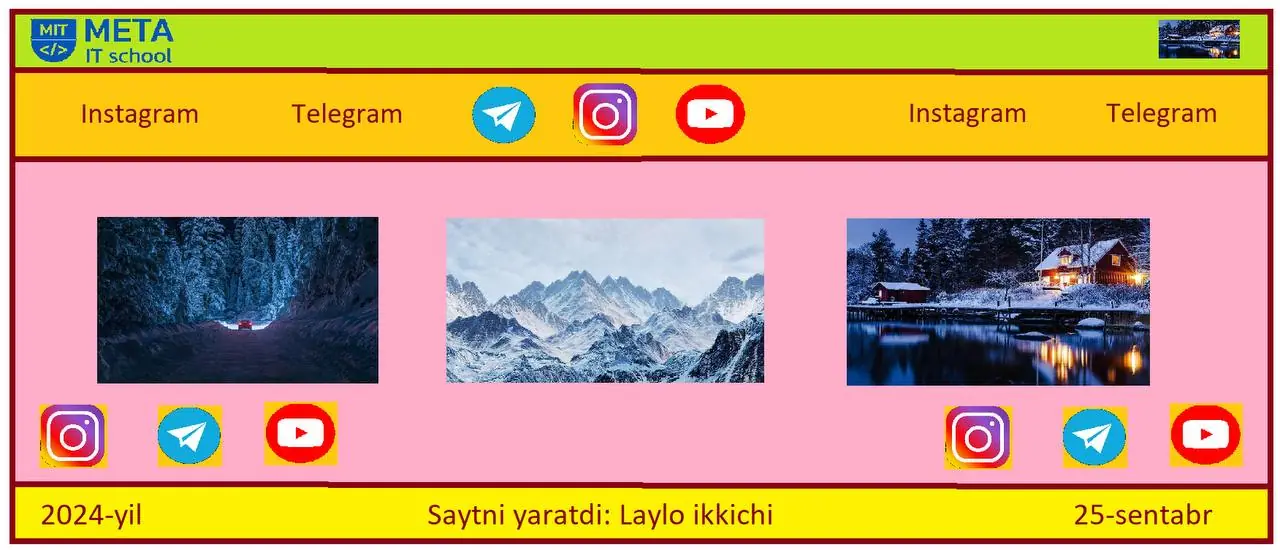 MIT
</>
META
IT school
Instagram Telegram Instagram Telegram
2024-yil Saytni yaratdi: Laylo ikkichi 25-sentabr